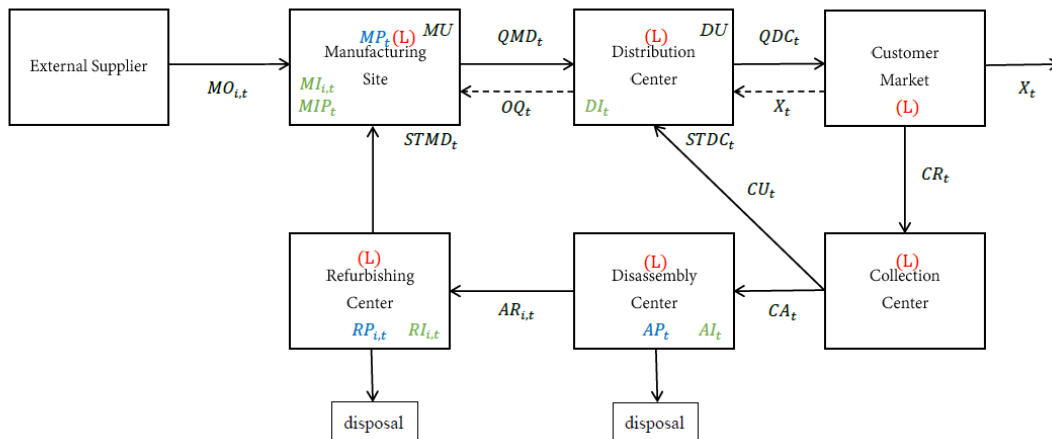 External Supplier
MO_{i,t}
MP_t (L) MU
Manufacturing
Site
MI_{i,t}
MIP_t
QMD_t
OQ_t
STMD_t
(L) DU
Distribution
Center
DI_t
QDC_t
X_t
STDC_t
Customer
Market
(L)
X_t
CR_t
CU_t
(L)
Refurbishing
Center
RP_{i,t} RI_{i,t}
AR_{i,t}
(L)
Disassembly
Center
AP_t AI_t
CA_t
(L)
Collection
Center
disposal
disposal